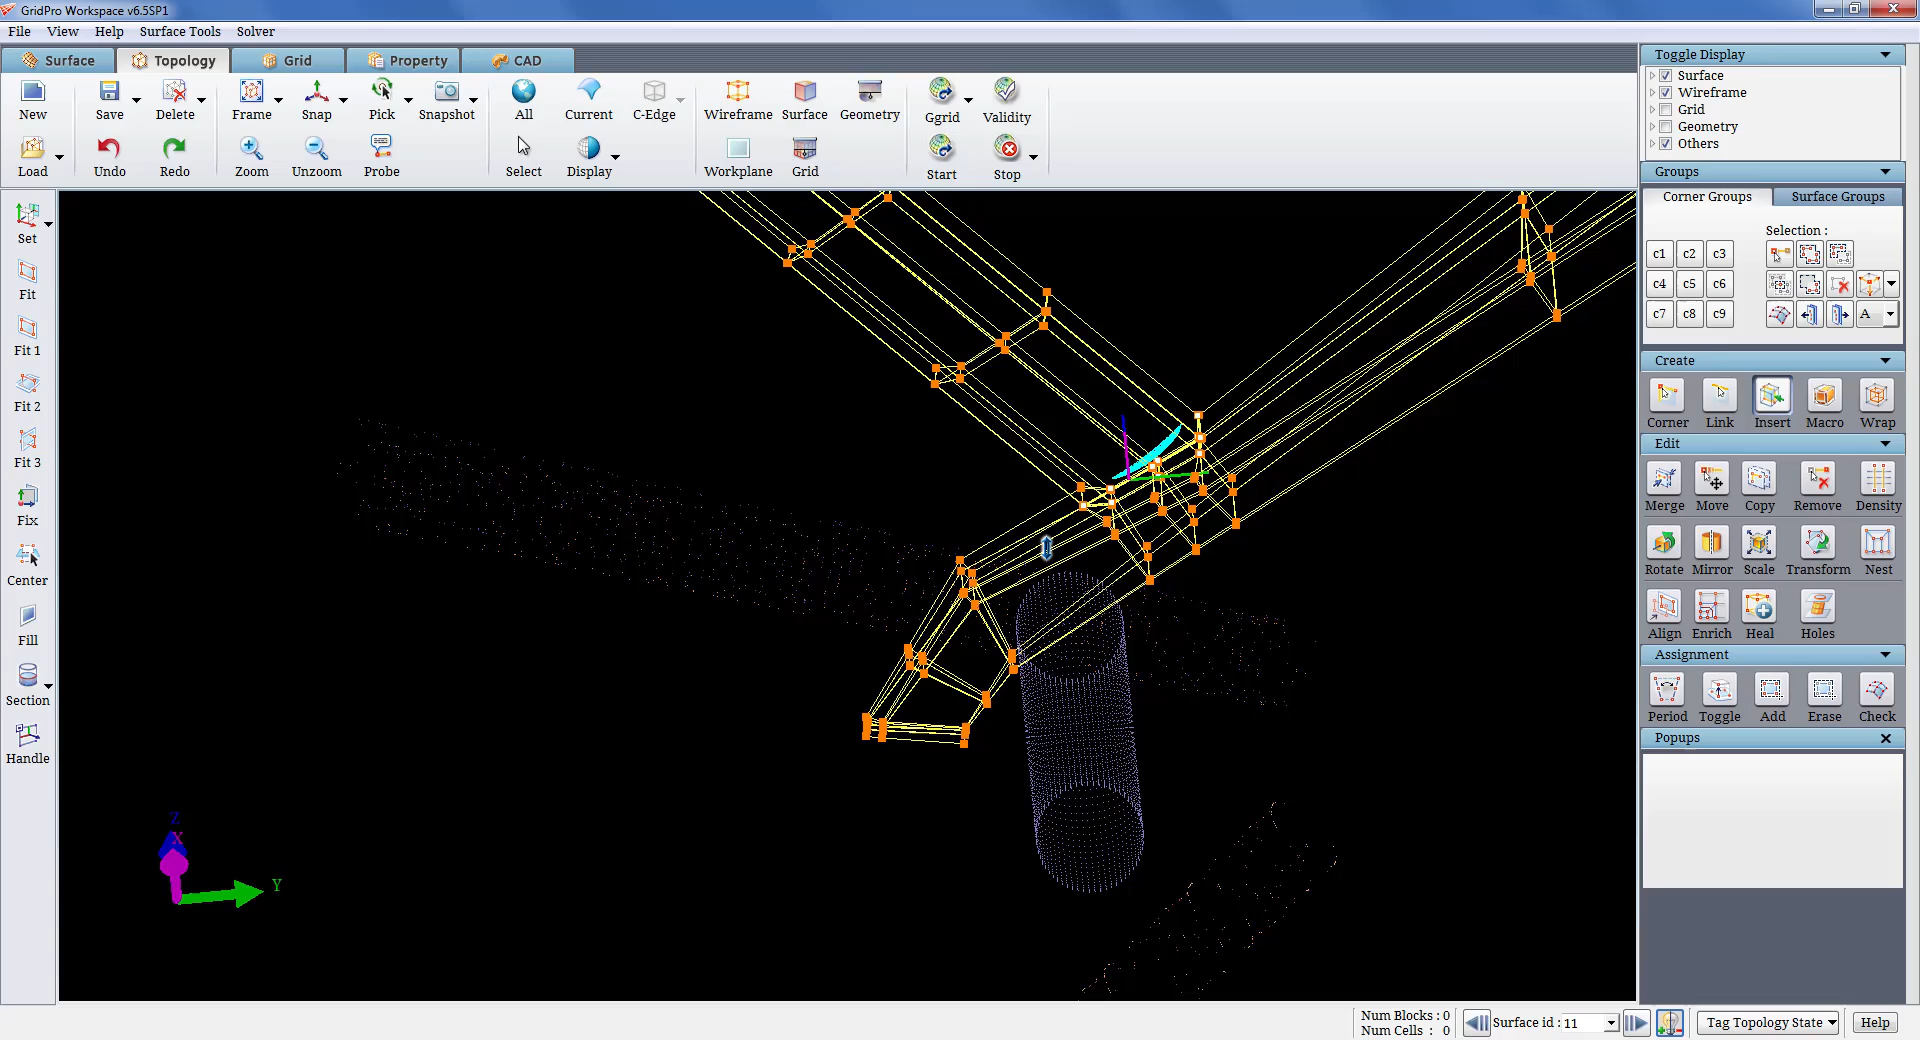 GridPro Workspace v6.5SP1
File View Help Surface Tools Solver
Surface Topology Grid Property CAD
New Save Delete Frame Snap Pick Snapshot All Current C-Edge Wireframe Surface Geometry Ggrid Validity
Load Undo Redo Zoom Unzoom Probe Select Display Workplane Grid Start Stop
Set
Fit
Fit 1
Fit 2
Fit 3
Fix
Center
Fill
Section
Handle
Z
X
Y
Toggle Display
Surface
Wireframe
Grid
Geometry
Others
Groups
Corner Groups Surface Groups
Selection :
c1 c2 c3
c4 c5 c6
c7 c8 c9 A
Create
Corner Link Insert Macro Wrap
Edit
Merge Move Copy Remove Density
Rotate Mirror Scale Transform Nest
Align Enrich Heal Holes
Assignment
Period Toggle Add Erase Check
Popups
Num Blocks : 0
Num Cells : 0
Surface id : 11
Tag Topology State
Help